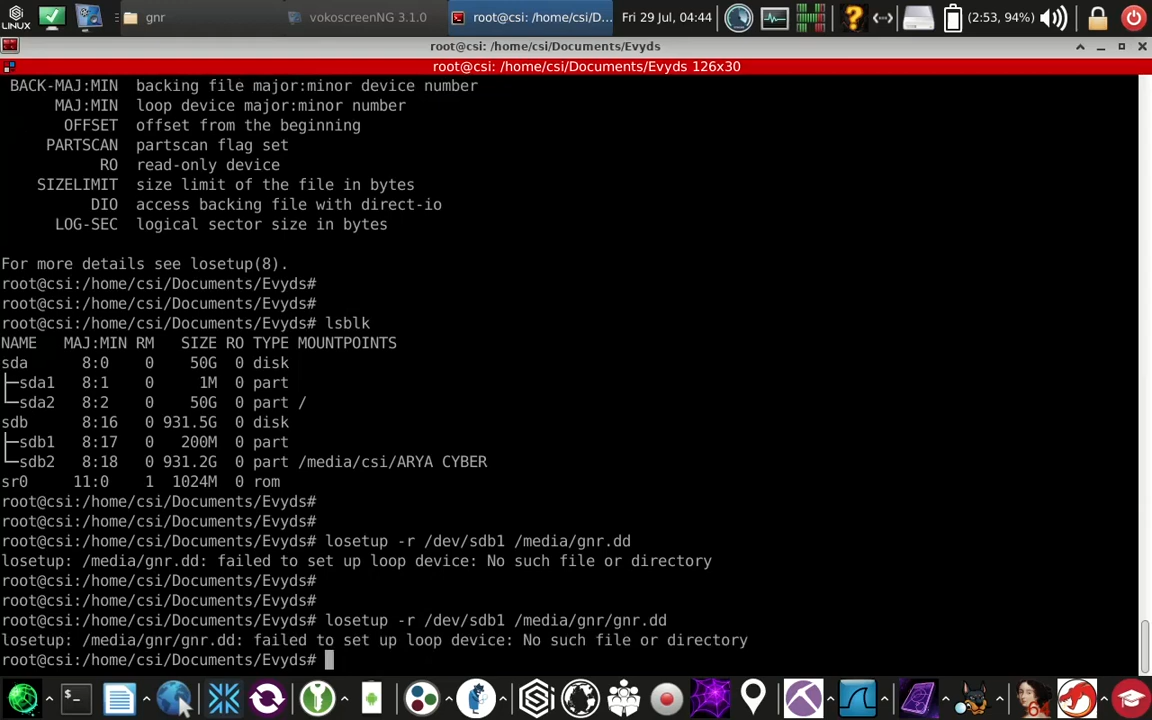 LINUX
gnr
vokoscreenNG 3.1.0
root@csi: /home/csi/D...
Fri 29 Jul, 04:44
(2:53, 94%)
root@csi: /home/csi/Documents/Evyds
root@csi: /home/csi/Documents/Evyds 126x30
BACK-MAJ:MIN  backing file major:minor device number
MAJ:MIN  loop device major:minor number
OFFSET  offset from the beginning
PARTSCAN  partscan flag set
RO  read-only device
SIZELIMIT  size limit of the file in bytes
DIO  access backing file with direct-io
LOG-SEC  logical sector size in bytes
For more details see losetup(8).
root@csi:/home/csi/Documents/Evyds#
root@csi:/home/csi/Documents/Evyds#
root@csi:/home/csi/Documents/Evyds# lsblk
NAME   MAJ:MIN RM   SIZE RO TYPE MOUNTPOINTS
sda      8:0    0    50G  0 disk
├─sda1   8:1    0     1M  0 part
└─sda2   8:2    0    50G  0 part /
sdb      8:16   0 931.5G  0 disk
├─sdb1   8:17   0   200M  0 part
└─sdb2   8:18   0 931.2G  0 part /media/csi/ARYA CYBER
sr0     11:0    1  1024M  0 rom
root@csi:/home/csi/Documents/Evyds#
root@csi:/home/csi/Documents/Evyds#
root@csi:/home/csi/Documents/Evyds# losetup -r /dev/sdb1 /media/gnr.dd
losetup: /media/gnr.dd: failed to set up loop device: No such file or directory
root@csi:/home/csi/Documents/Evyds#
root@csi:/home/csi/Documents/Evyds#
root@csi:/home/csi/Documents/Evyds# losetup -r /dev/sdb1 /media/gnr/gnr.dd
losetup: /media/gnr/gnr.dd: failed to set up loop device: No such file or directory
root@csi:/home/csi/Documents/Evyds#